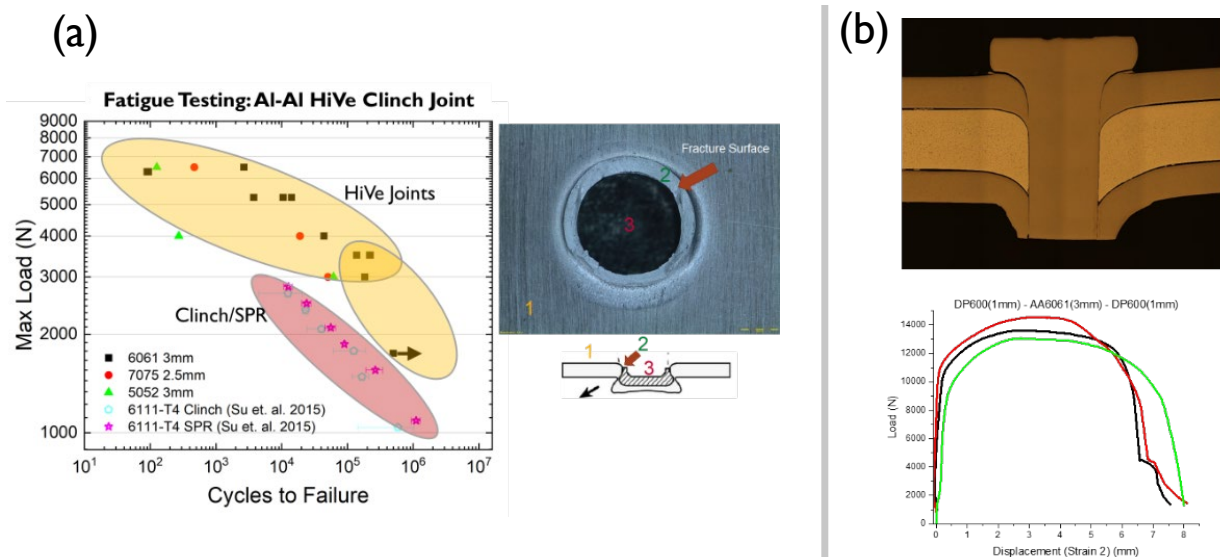 (a)
Fatigue Testing: Al-Al HiVe Clinch Joint
9000
8000
7000
6000
5000
4000
3000
2000
1000
Max Load (N)
HiVe Joints
Clinch/SPR
6061 3mm
7075 2.5mm
5052 3mm
6111-T4 Clinch (Su et. al. 2015)
6111-T4 SPR (Su et. al. 2015)
10¹ 10² 10³ 10⁴ 10⁵ 10⁶ 10⁷
Cycles to Failure
Fracture Surface
2
3
1
1 2
3
(b)
DP600(1mm) - AA6061(3mm) - DP600(1mm)
14000
12000
10000
8000
6000
4000
2000
0
Load (N)
0 1 2 3 4 5 6 7 8
Displacement (Strain 2) (mm)